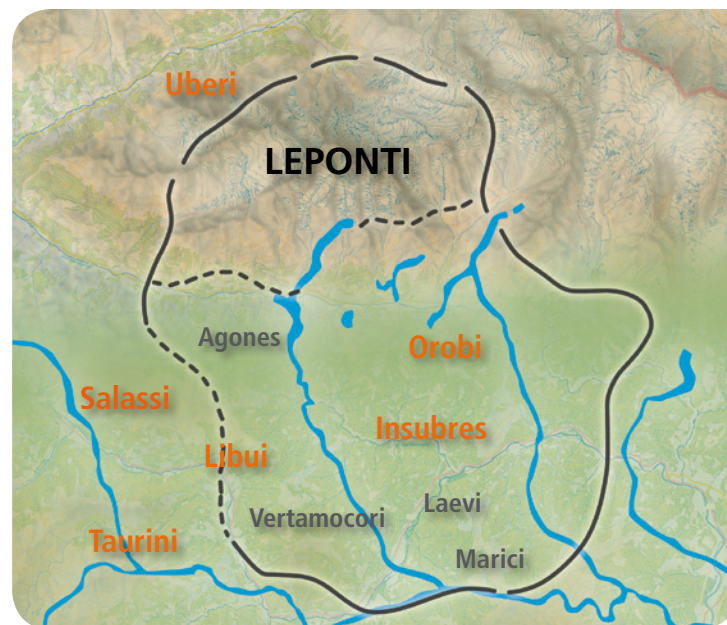 Uberi
LEPONTI
Agones
Orobi
Salassi
Insubres
Libui
Laevi
Vertamocori
Taurini
Marici